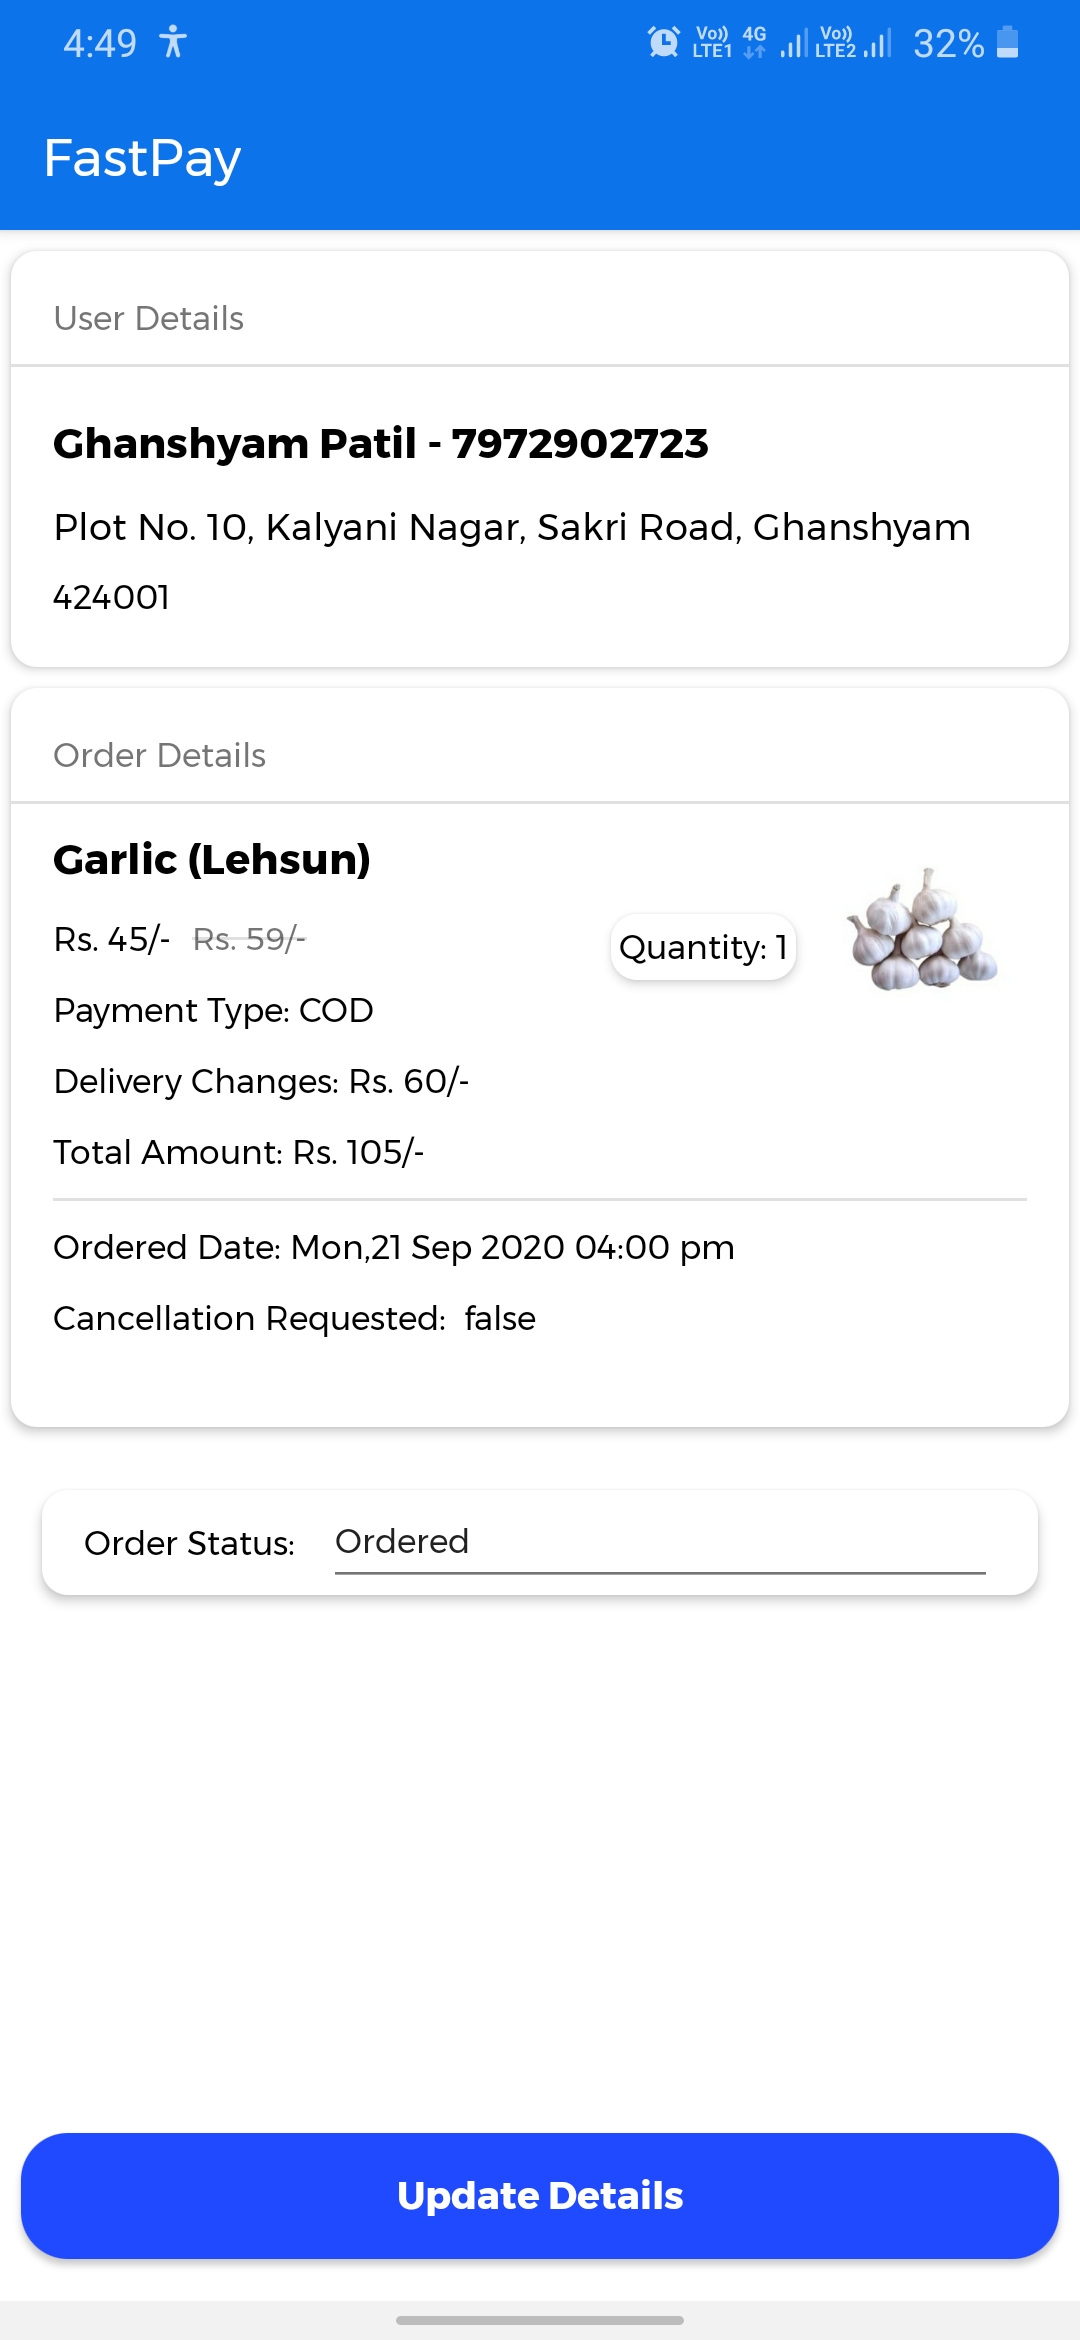 4:49 Vo)) LTE1 4G Vo)) LTE2 32%
FastPay
User Details
Ghanshyam Patil - 7972902723
Plot No. 10, Kalyani Nagar, Sakri Road, Ghanshyam
424001
Order Details
Garlic (Lehsun)
Rs. 45/- Rs. 59/-
Quantity: 1
Payment Type: COD
Delivery Changes: Rs. 60/-
Total Amount: Rs. 105/-
Ordered Date: Mon,21 Sep 2020 04:00 pm
Cancellation Requested: false
Order Status: Ordered
Update Details